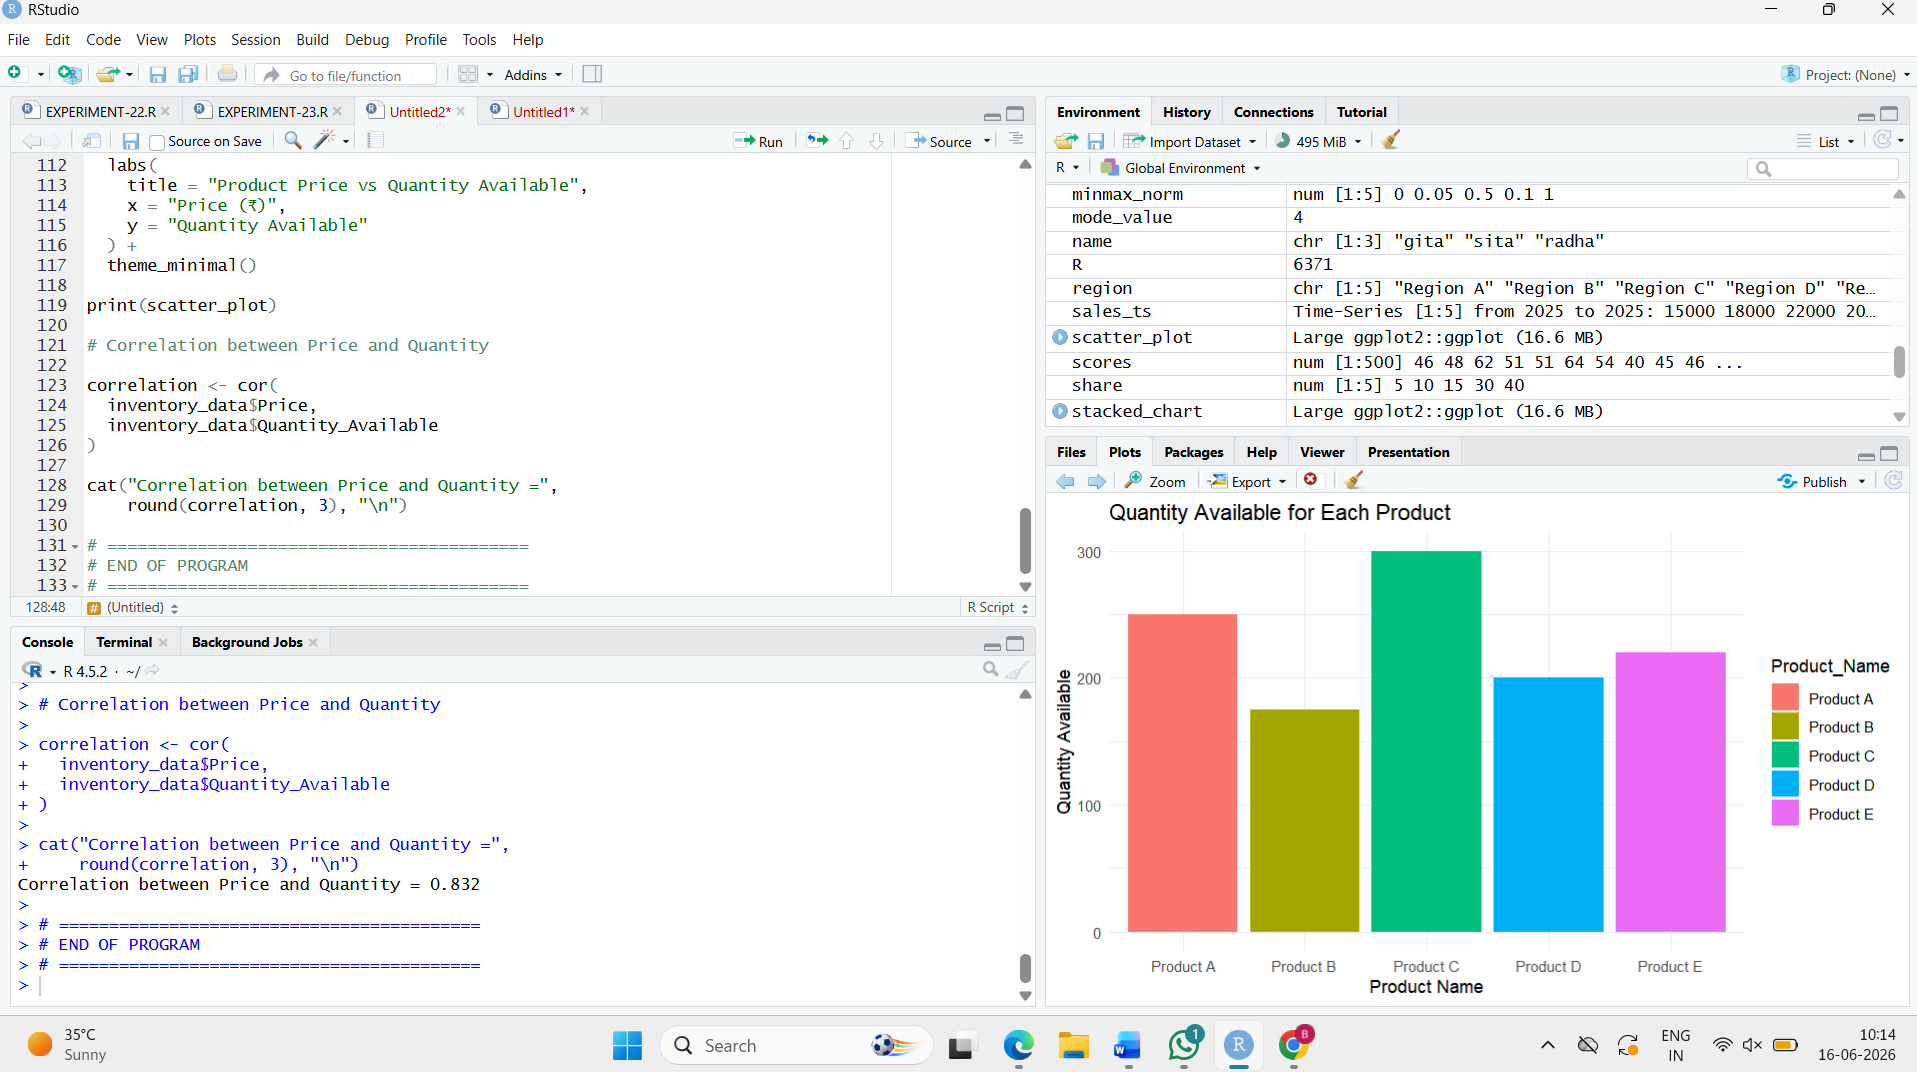 RStudio
File Edit Code View Plots Session Build Debug Profile Tools Help
Go to file/function Addins Project: (None)
EXPERIMENT-22.R EXPERIMENT-23.R Untitled2* Untitled1*
Source on Save Run Source
112 labs(
113 title = "Product Price vs Quantity Available",
114 x = "Price (₹)",
115 y = "Quantity Available"
116 ) +
117 theme_minimal()
118
119 print(scatter_plot)
120
121 # Correlation between Price and Quantity
122
123 correlation <- cor(
124 inventory_data$Price,
125 inventory_data$Quantity_Available
126 )
127
128 cat("Correlation between Price and Quantity =",
129 round(correlation, 3), "\n")
130
131 # ==========================================
132 # END OF PROGRAM
133 # ==========================================
128:48 (Untitled) R Script
Console Terminal Background Jobs
R 4.5.2 · ~/
>
> # Correlation between Price and Quantity
>
> correlation <- cor(
+ inventory_data$Price,
+ inventory_data$Quantity_Available
+ )
>
> cat("Correlation between Price and Quantity =",
+ round(correlation, 3), "\n")
Correlation between Price and Quantity = 0.832
>
> # ==========================================
> # END OF PROGRAM
> # ==========================================
>
Environment History Connections Tutorial
Import Dataset 495 MiB List
R Global Environment
minmax_norm num [1:5] 0 0.05 0.5 0.1 1
mode_value 4
name chr [1:3] "gita" "sita" "radha"
R 6371
region chr [1:5] "Region A" "Region B" "Region C" "Region D" "Re…
sales_ts Time-Series [1:5] from 2025 to 2025: 15000 18000 22000 20…
scatter_plot Large ggplot2::ggplot (16.6 MB)
scores num [1:500] 46 48 62 51 51 64 54 40 45 46 ...
share num [1:5] 5 10 15 30 40
stacked_chart Large ggplot2::ggplot (16.6 MB)
Files Plots Packages Help Viewer Presentation
Zoom Export Publish
Quantity Available for Each Product
Quantity Available
300
200
100
0
Product A Product B Product C Product D Product E
Product Name
Product_Name
Product A
Product B
Product C
Product D
Product E
35°C
Sunny
Search
1
B
ENG
IN
10:14
16-06-2026